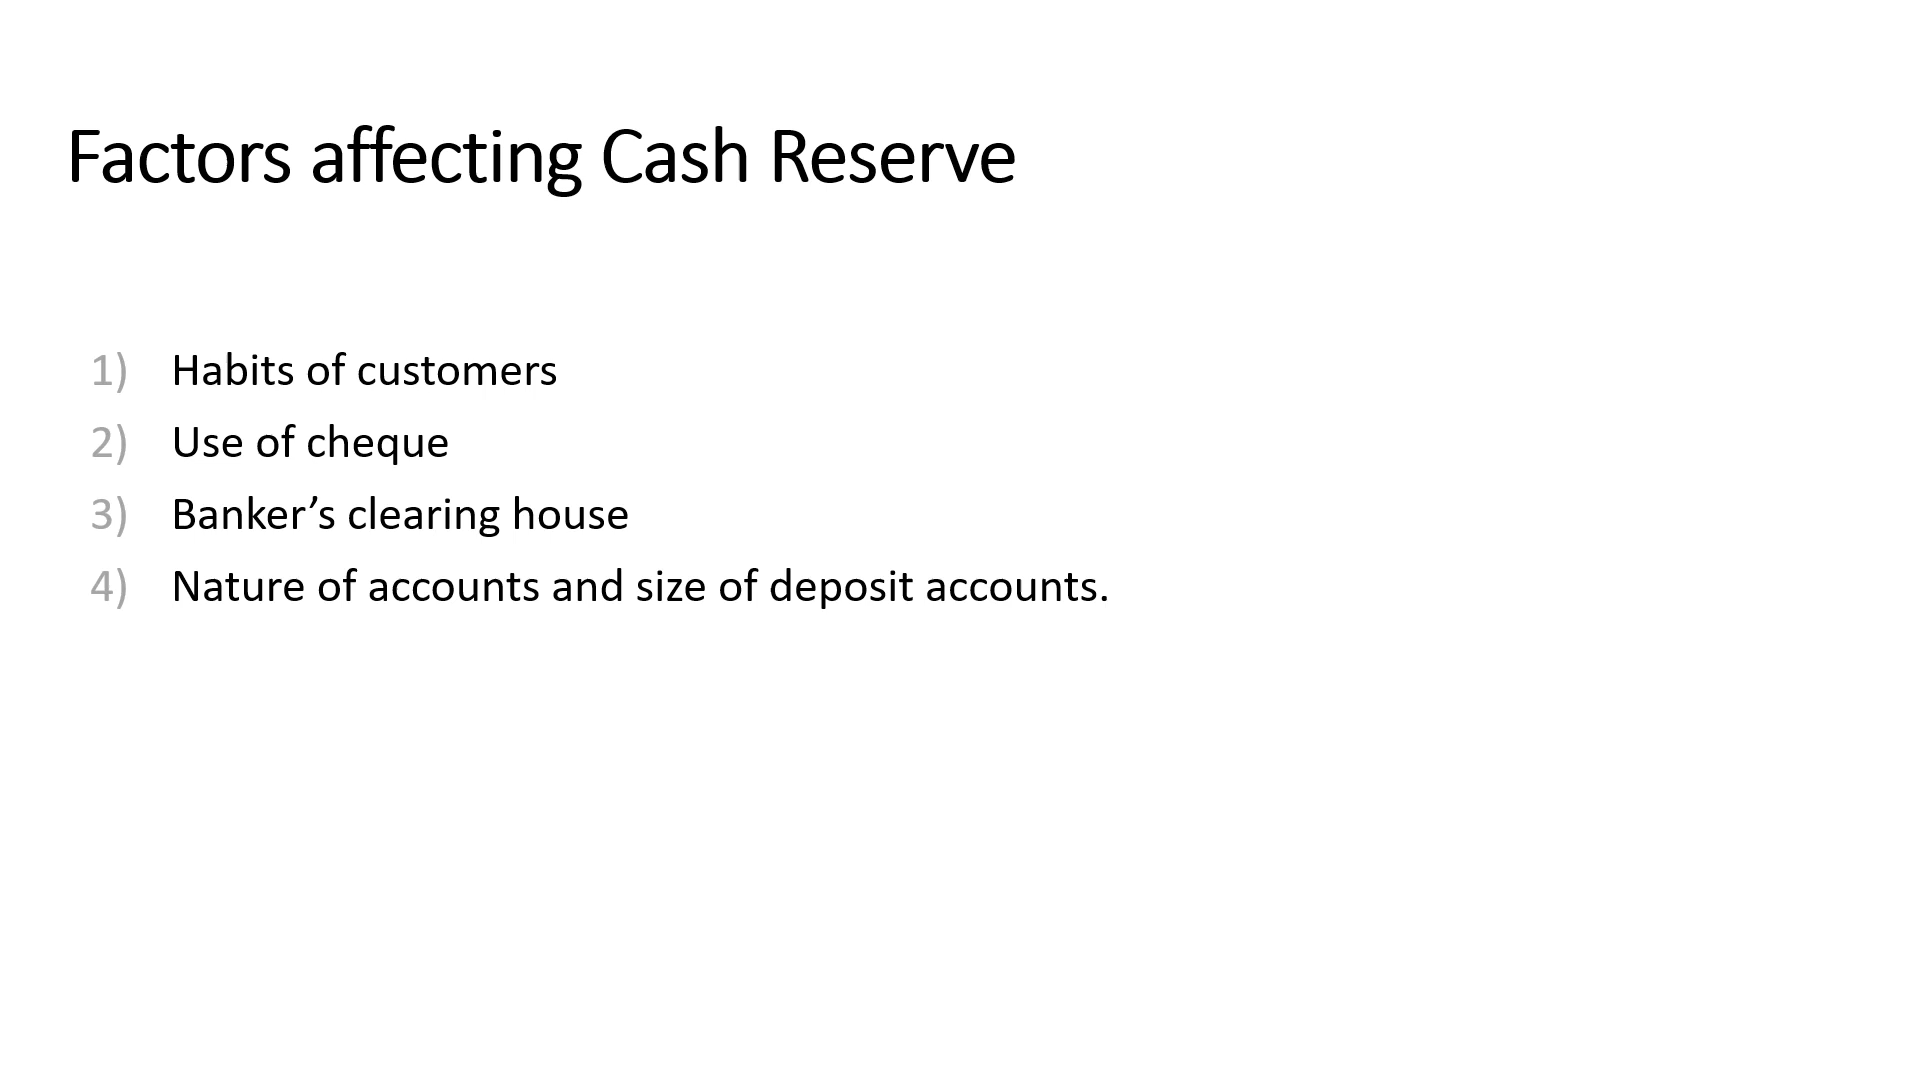 Factors affecting Cash Reserve
1) Habits of customers
2) Use of cheque
3) Banker’s clearing house
4) Nature of accounts and size of deposit accounts.